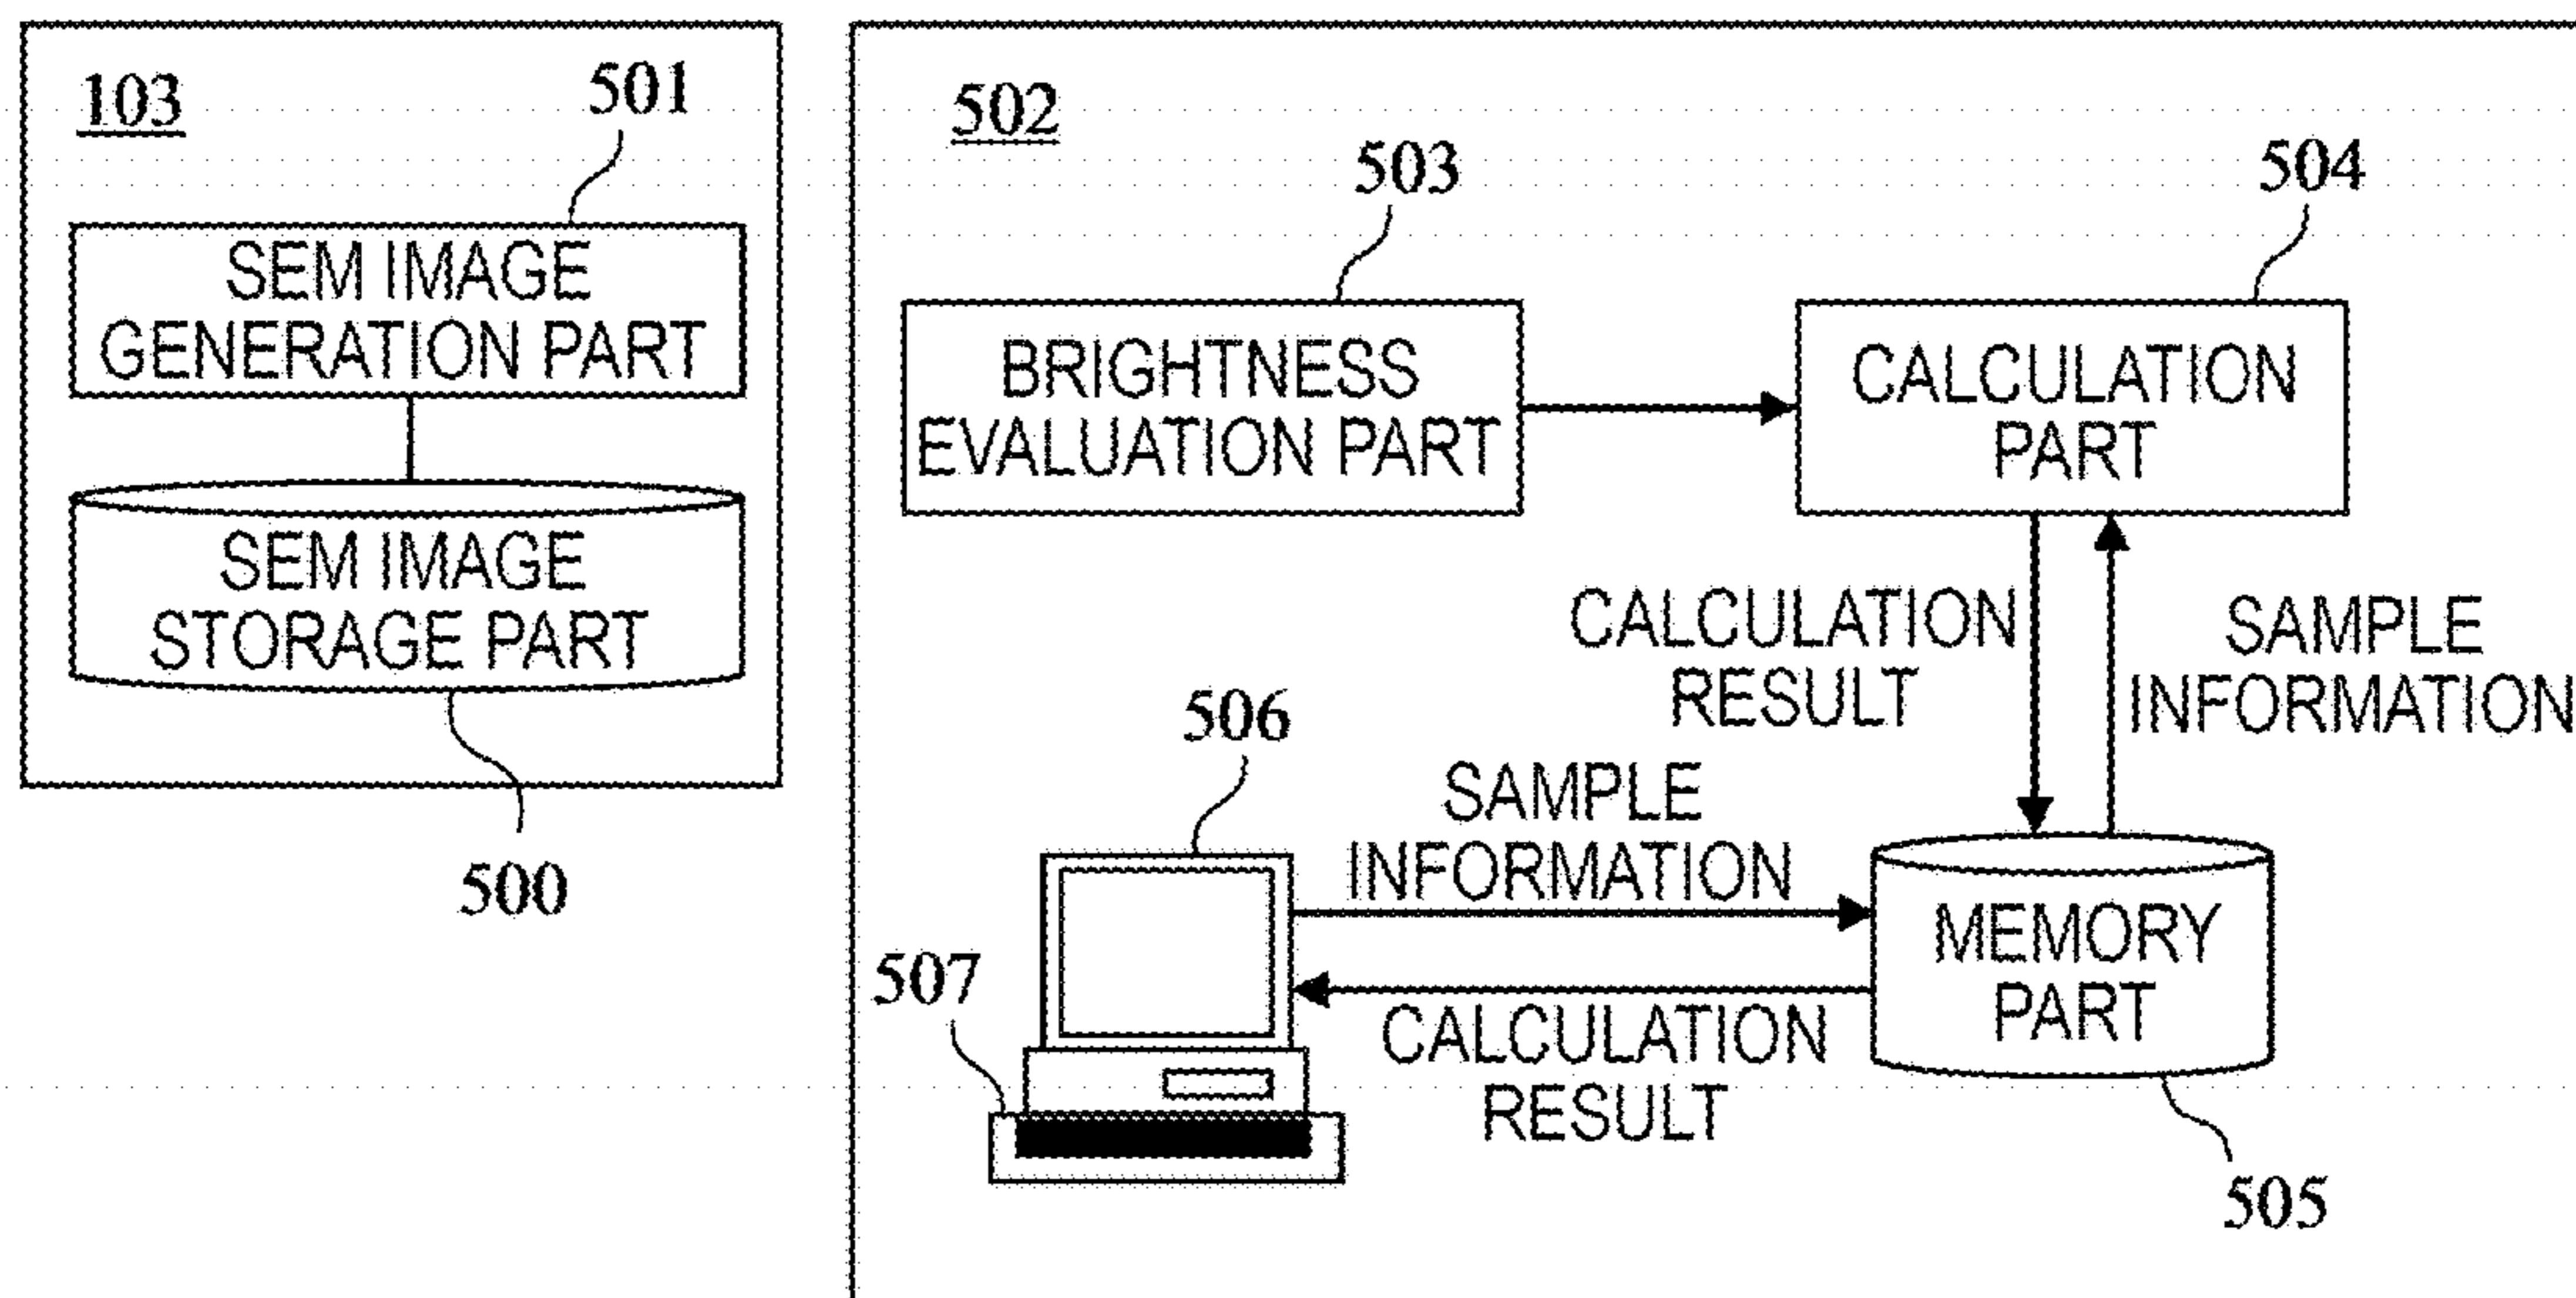 103
501
SEM IMAGE
GENERATION PART
SEM IMAGE
STORAGE PART
500
502
503
504
BRIGHTNESS
EVALUATION PART
CALCULATION
PART
CALCULATION
RESULT
SAMPLE
INFORMATION
506
SAMPLE
INFORMATION
507
CALCULATION
RESULT
MEMORY
PART
505